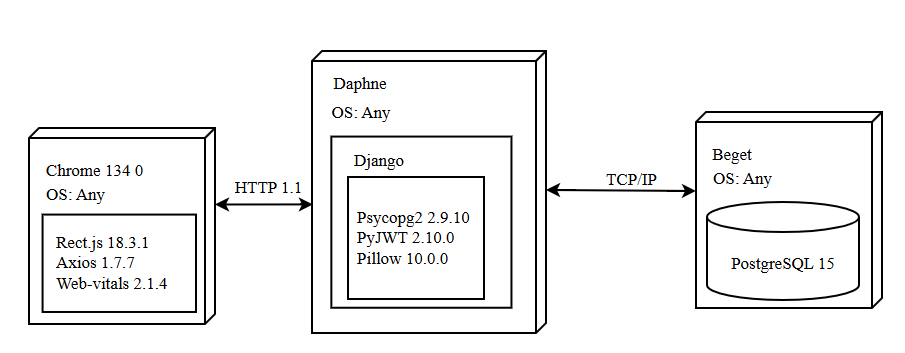 Chrome 134 0
OS: Any
Rect.js 18.3.1
Axios 1.7.7
Web-vitals 2.1.4
HTTP 1.1
Daphne
OS: Any
Django
Psycopg2 2.9.10
PyJWT 2.10.0
Pillow 10.0.0
TCP/IP
Beget
OS: Any
PostgreSQL 15